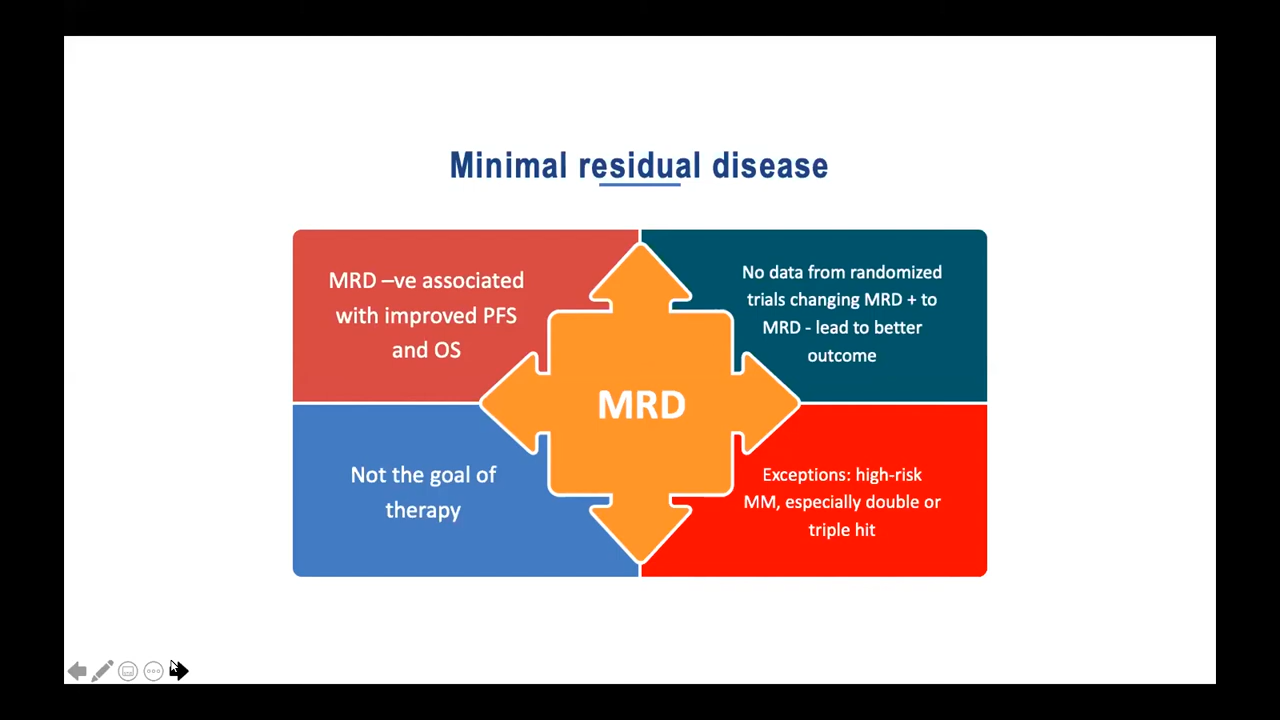 Minimal residual disease
MRD –ve associated
with improved PFS
and OS
No data from randomized
trials changing MRD + to
MRD - lead to better
outcome
MRD
Not the goal of
therapy
Exceptions: high-risk
MM, especially double or
triple hit